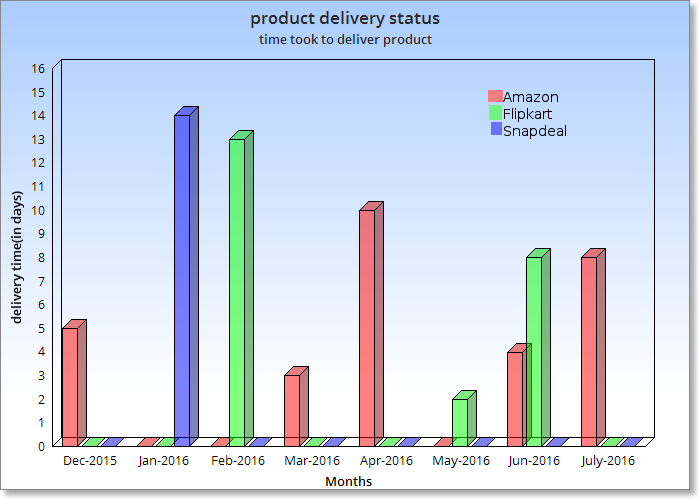 product delivery status
time took to deliver product
Amazon
Flipkart
Snapdeal
delivery time(in days)
16
15
14
13
12
11
10
9
8
7
6
5
4
3
2
1
0
Dec-2015 Jan-2016 Feb-2016 Mar-2016 Apr-2016 May-2016 Jun-2016 July-2016
Months